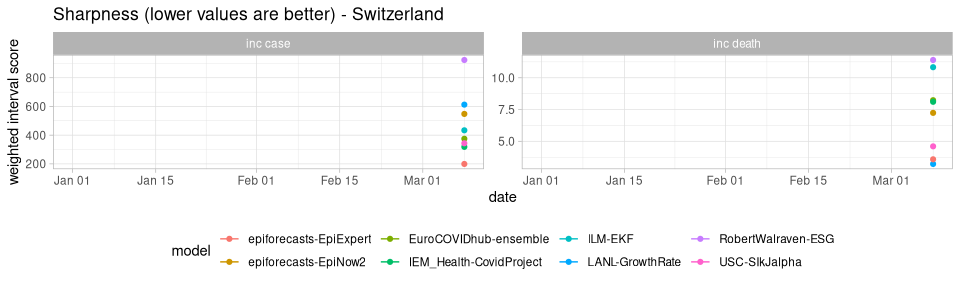 Sharpness (lower values are better) - Switzerland
inc case
inc death
weighted interval score
800
600
400
200
10.0
7.5
5.0
Jan 01
Jan 15
Feb 01
Feb 15
Mar 01
Jan 01
Jan 15
Feb 01
Feb 15
Mar 01
date
model
epiforecasts-EpiExpert
EuroCOVIDhub-ensemble
ILM-EKF
RobertWalraven-ESG
epiforecasts-EpiNow2
IEM_Health-CovidProject
LANL-GrowthRate
USC-SIkJalpha